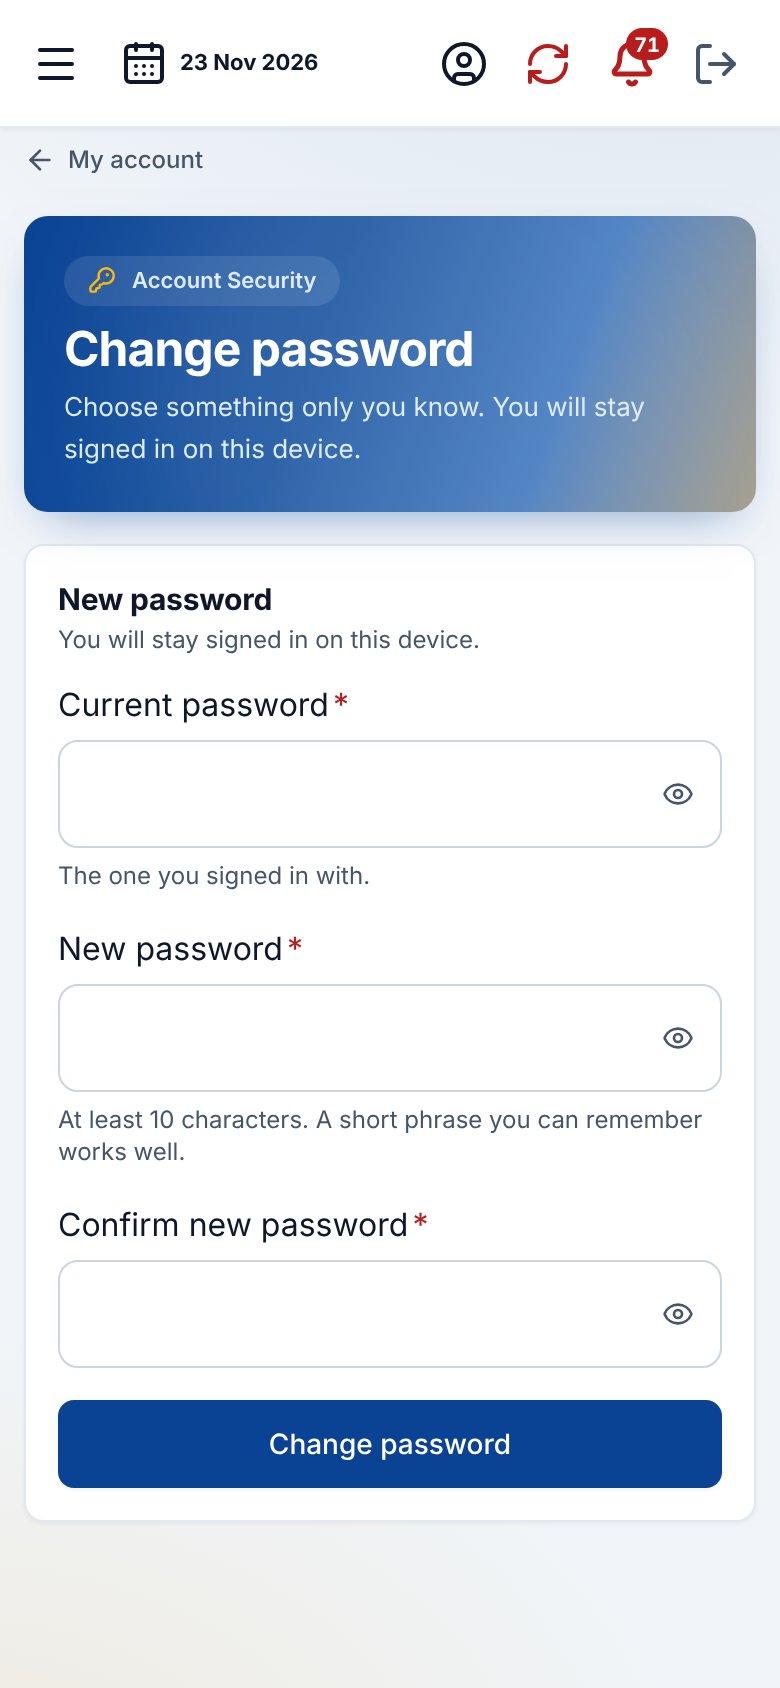 23 Nov 2026
71
My account
Account Security
Change password
Choose something only you know. You will stay
signed in on this device.
New password
You will stay signed in on this device.
Current password*
The one you signed in with.
New password*
At least 10 characters. A short phrase you can remember
works well.
Confirm new password*
Change password